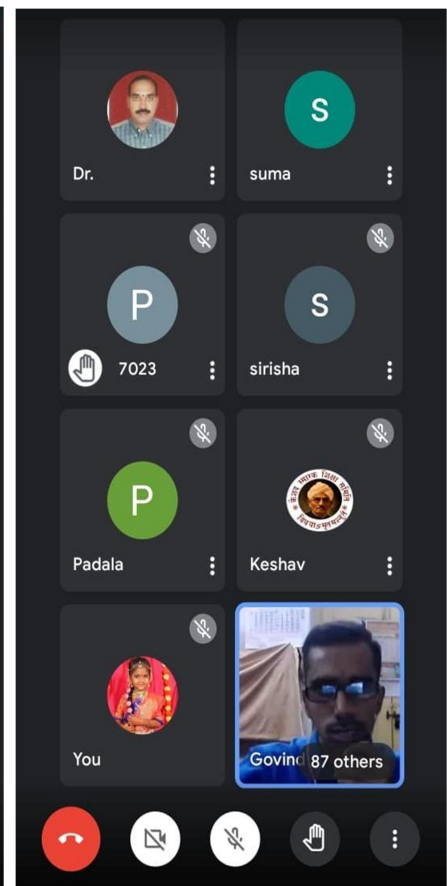 Dr.
S
suma
P
7023
S
sirisha
P
Padala
Keshav
You
Govind
87 others